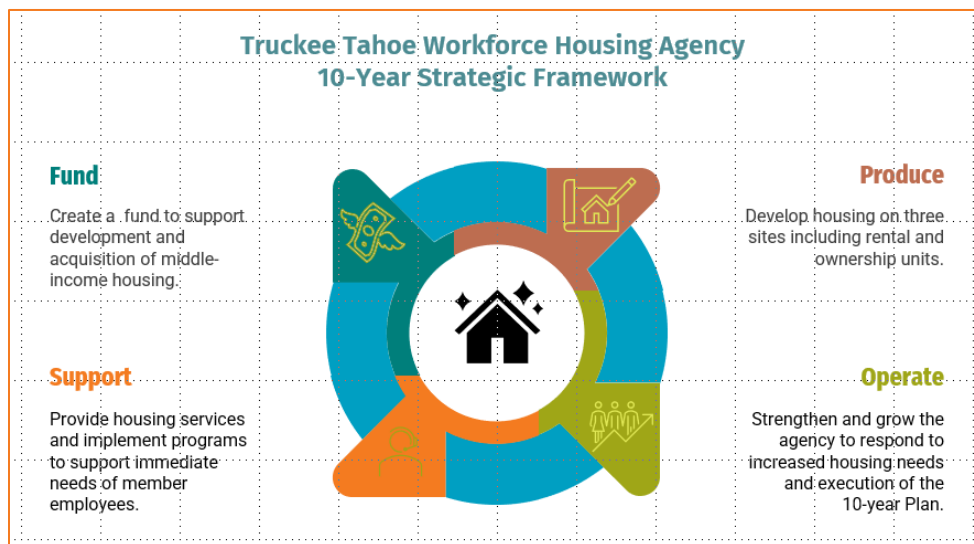 Truckee Tahoe Workforce Housing Agency
10-Year Strategic Framework
Fund
Create a fund to support
development and
acquisition of middle-
income housing.
Produce
Develop housing on three
sites including rental and
ownership units.
Support
Provide housing services
and implement programs
to support immediate
needs of member
employees.
Operate
Strengthen and grow the
agency to respond to
increased housing needs
and execution of the
10-year Plan.